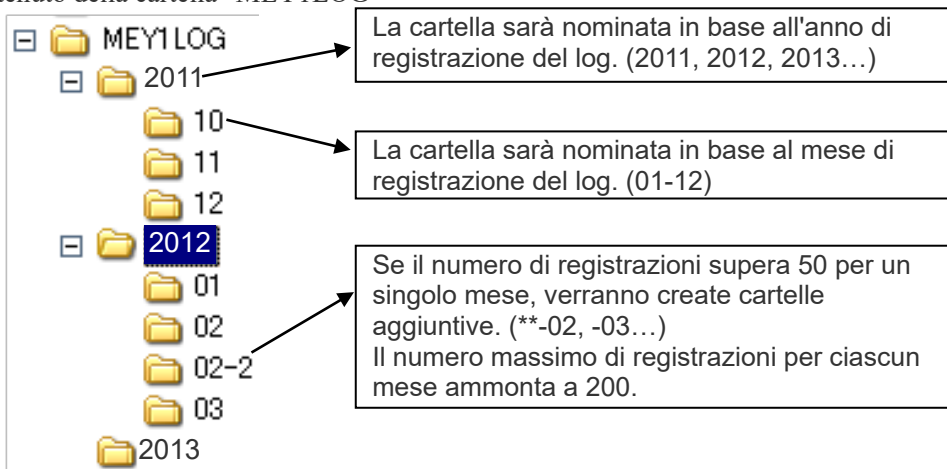 della cartella
MEY1LOG
La cartella sarà nominata in base all'anno di
registrazione del log. (2011, 2012, 2013…)
2011
10
La cartella sarà nominata in base al mese di
registrazione del log. (01-12)
11
12
2012
Se il numero di registrazioni supera 50 per un
singolo mese, verranno create cartelle
aggiuntive. (**-02, -03…)
Il numero massimo di registrazioni per ciascun
mese ammonta a 200.
01
02
02-2
03
2013